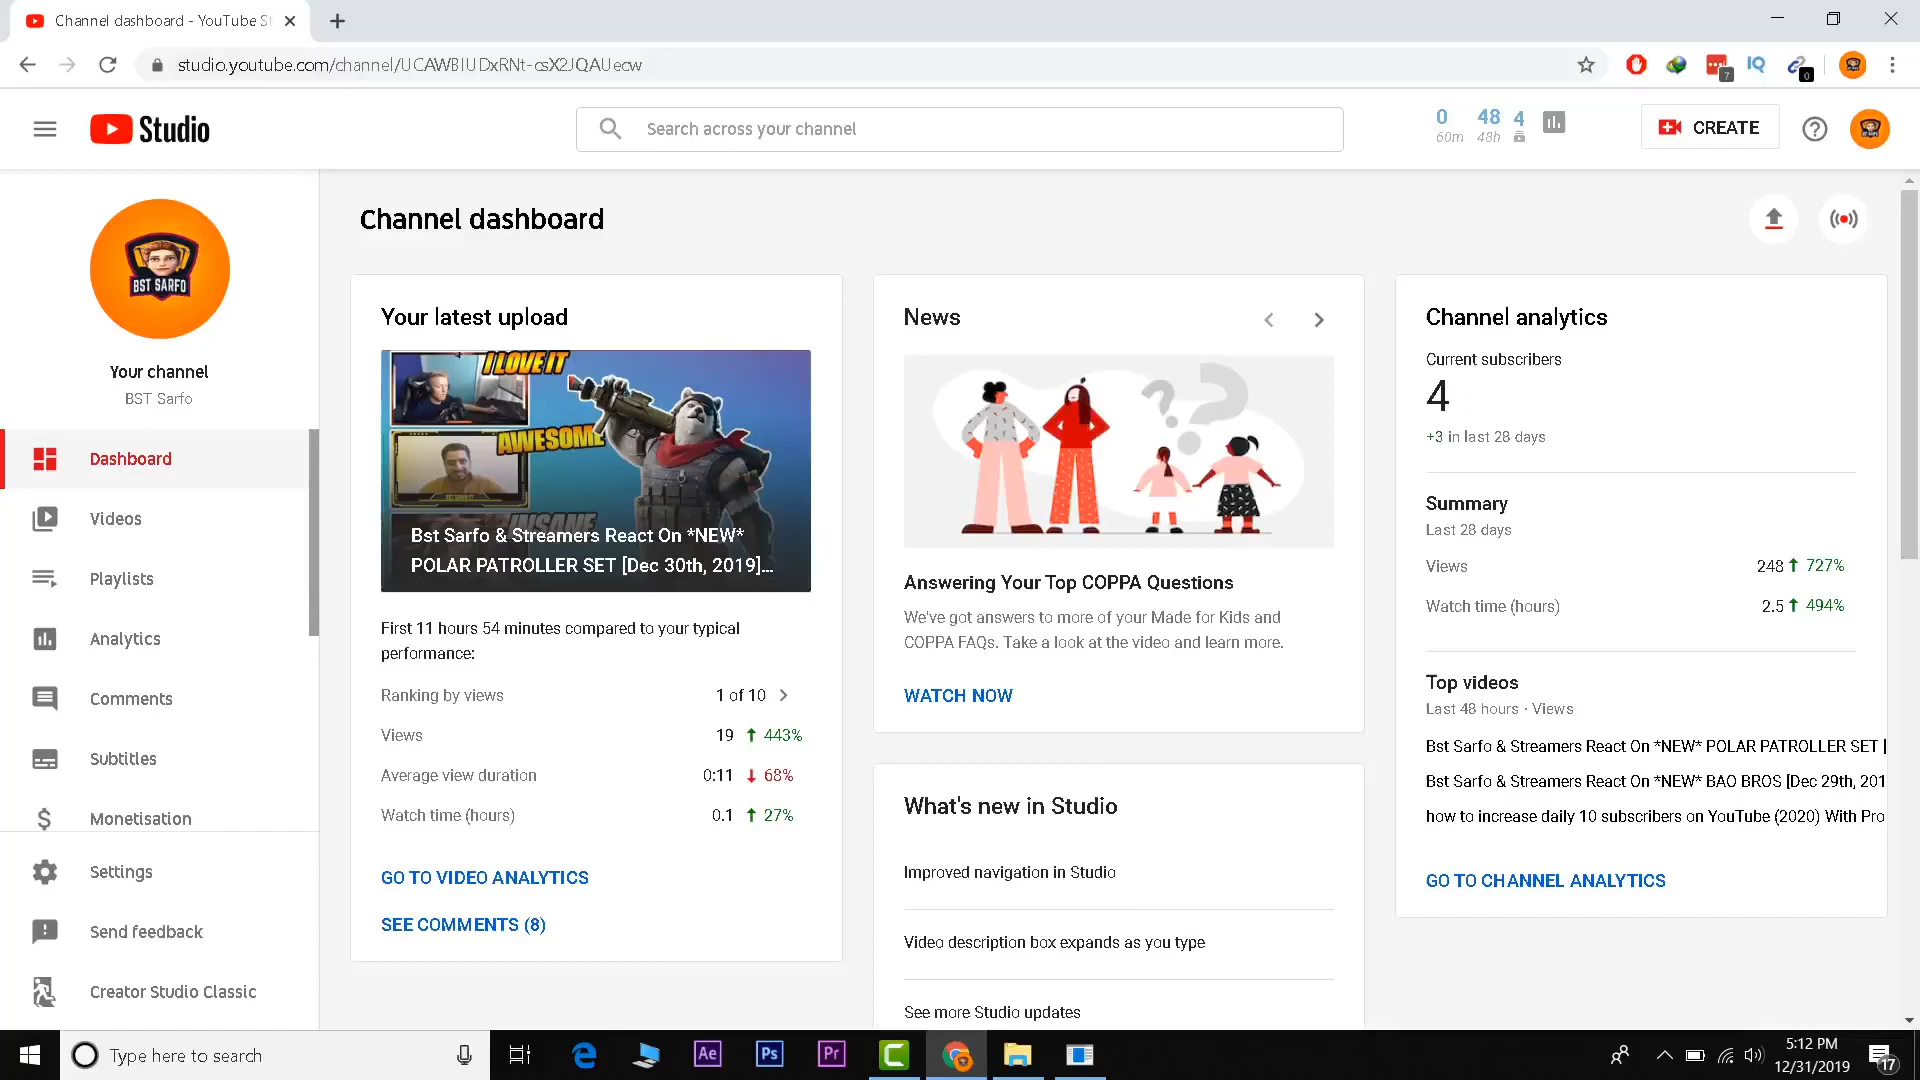 Channel dashboard - YouTube St
studio.youtube.com/channel/UCAWBIUDxRNt-csX2JQAUecw
7
IQ
0
Studio
Search across your channel
0 48 4
60m 48h
CREATE
BST SARFO
Your channel
BST Sarfo
Dashboard
Videos
Playlists
Analytics
Comments
Subtitles
Monetisation
Settings
Send feedback
Creator Studio Classic
Channel dashboard
Your latest upload
I LOVE IT
AWESOME
INSANE
Bst Sarfo & Streamers React On *NEW*
POLAR PATROLLER SET [Dec 30th, 2019]...
First 11 hours 54 minutes compared to your typical
performance:
Ranking by views 1 of 10
Views 19 443%
Average view duration 0:11 68%
Watch time (hours) 0.1 27%
GO TO VIDEO ANALYTICS
SEE COMMENTS (8)
News
Answering Your Top COPPA Questions
We've got answers to more of your Made for Kids and
COPPA FAQs. Take a look at the video and learn more.
WATCH NOW
What's new in Studio
Improved navigation in Studio
Video description box expands as you type
See more Studio updates
Channel analytics
Current subscribers
4
+3 in last 28 days
Summary
Last 28 days
Views 248 727%
Watch time (hours) 2.5 494%
Top videos
Last 48 hours · Views
Bst Sarfo & Streamers React On *NEW* POLAR PATROLLER SET [
Bst Sarfo & Streamers React On *NEW* BAO BROS [Dec 29th, 201
how to increase daily 10 subscribers on YouTube (2020) With Pro
GO TO CHANNEL ANALYTICS
Type here to search
Ae
Ps
Pr
5:12 PM
12/31/2019
17